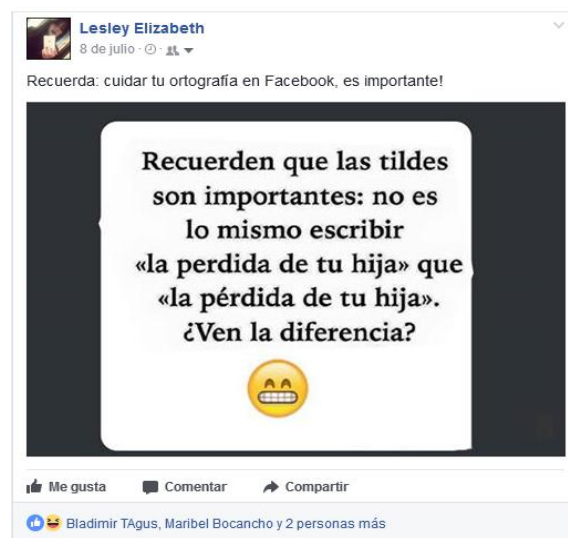 Lesley Elizabeth
8 de julio
Recuerda: cuidar tu ortografía en Facebook, es importante!
Recuerden que las tildes
son importantes: no es
lo mismo escribir
«la perdida de tu hija» que
«la pérdida de tu hija».
¿Ven la diferencia?
Me gusta Comentar Compartir
Bladimir TAgus, Maribel Bocancho y 2 personas más